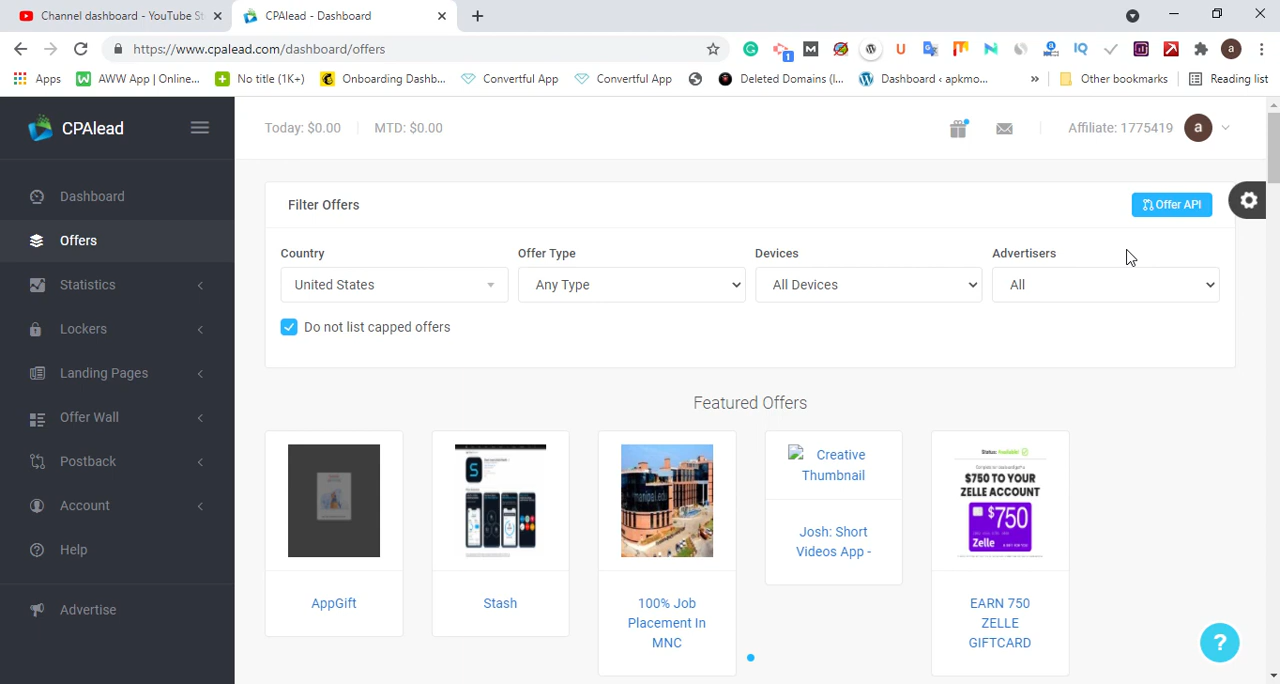 Channel dashboard - YouTube St
CPAlead - Dashboard
https://www.cpalead.com/dashboard/offers
Apps
AWW App | Online...
No title (1K+)
Onboarding Dashb...
Convertful App
Convertful App
Deleted Domains (l...
Dashboard ‹ apkmo...
»
Other bookmarks
Reading list
CPAlead
Today: $0.00
MTD: $0.00
Affiliate: 1775419
a
Dashboard
Offers
Statistics
Lockers
Landing Pages
Offer Wall
Postback
Account
Help
Advertise
Filter Offers
Offer API
Country
Offer Type
Devices
Advertisers
United States
Any Type
All Devices
All
Do not list capped offers
Featured Offers
AppGift
Stash
100% Job
Placement In
MNC
Creative
Thumbnail
Josh: Short
Videos App -
Status: Available!
$750 TO YOUR
ZELLE ACCOUNT
$750
Zelle
EARN 750
ZELLE
GIFTCARD
?